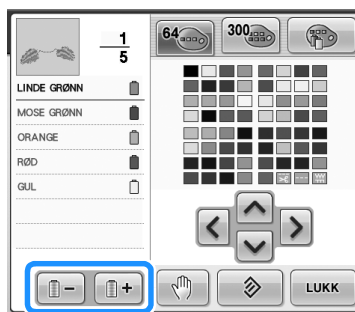 1
5
LINDE GRØNN
MOSE GRØNN
ORANGE
RØD
GUL
64
300
−
+
LUKK